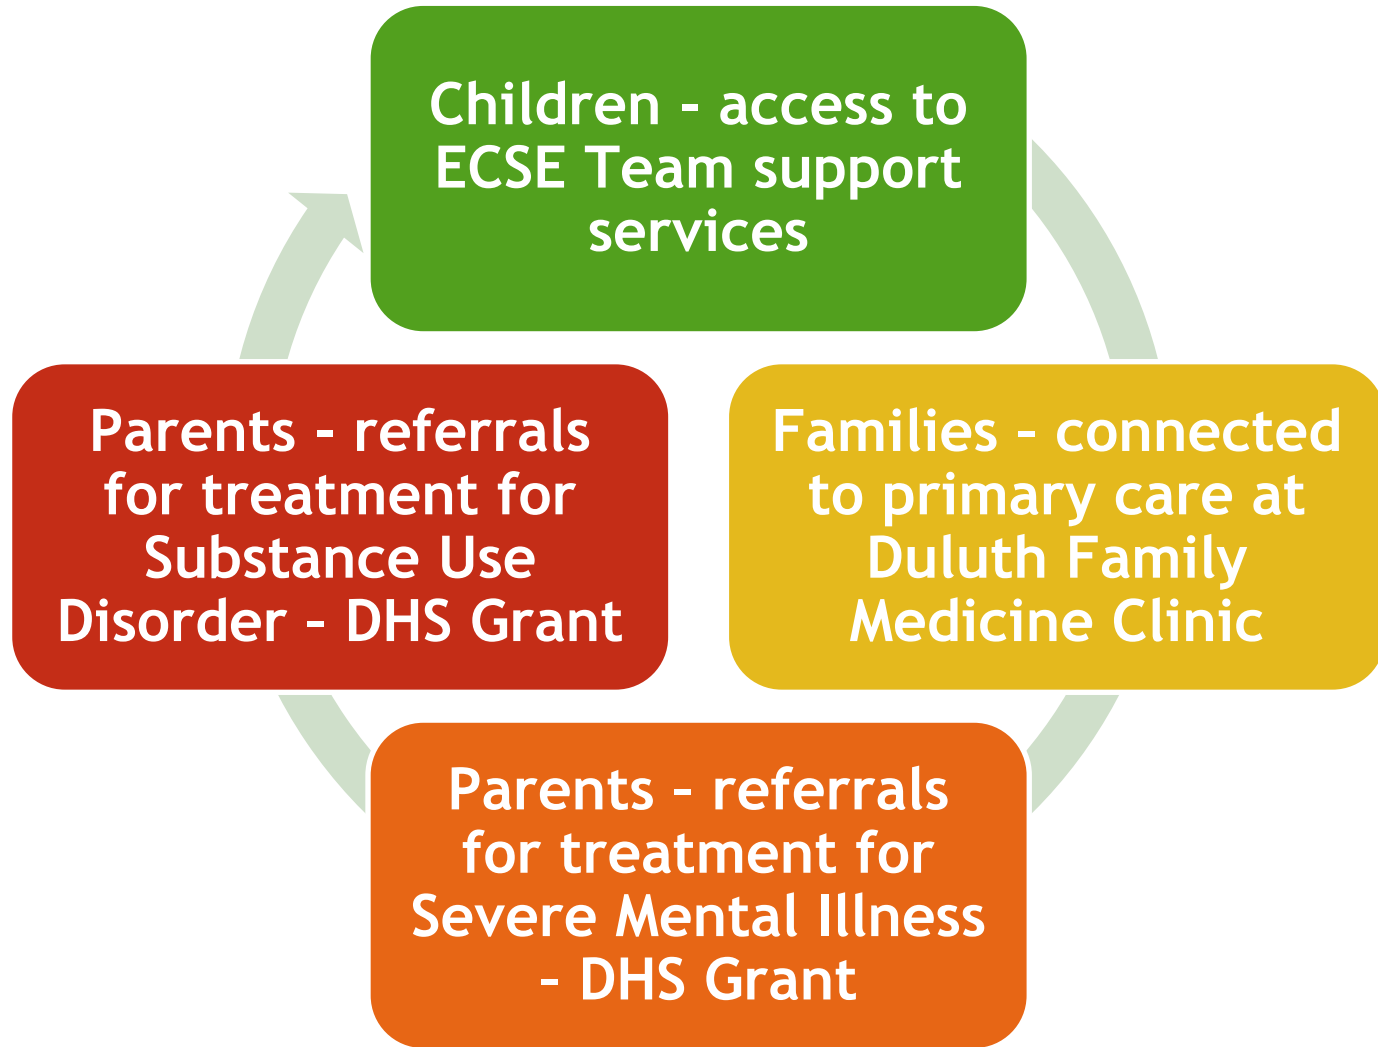 Children – access to
ECSE Team support
services
Parents – referrals
for treatment for
Substance Use
Disorder – DHS Grant
Families – connected
to primary care at
Duluth Family
Medicine Clinic
Parents – referrals
for treatment for
Severe Mental Illness
– DHS Grant